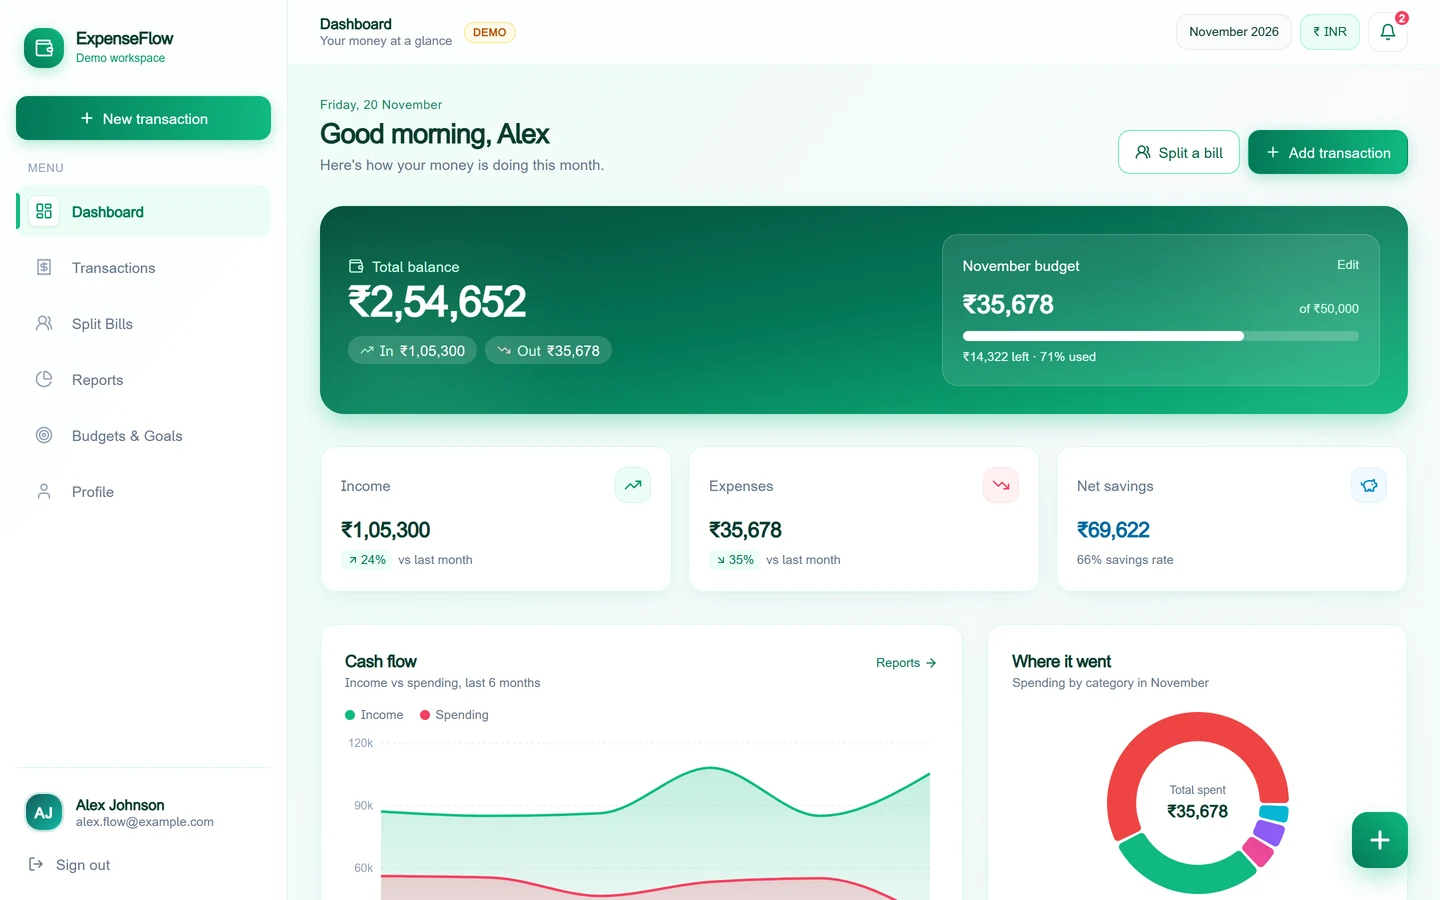 ExpenseFlow
Demo workspace
New transaction
MENU
Dashboard
Transactions
Split Bills
Reports
Budgets & Goals
Profile
AJ
Alex Johnson
alex.flow@example.com
Sign out
Dashboard
Your money at a glance
DEMO
November 2026
₹ INR
2
Friday, 20 November
Good morning, Alex
Here's how your money is doing this month.
Split a bill
Add transaction
Total balance
₹2,54,652
In ₹1,05,300
Out ₹35,678
November budget
Edit
₹35,678
of ₹50,000
₹14,322 left · 71% used
Income
₹1,05,300
24% vs last month
Expenses
₹35,678
35% vs last month
Net savings
₹69,622
66% savings rate
Cash flow
Reports
Income vs spending, last 6 months
Income
Spending
120k
90k
60k
Where it went
Spending by category in November
Total spent
₹35,678